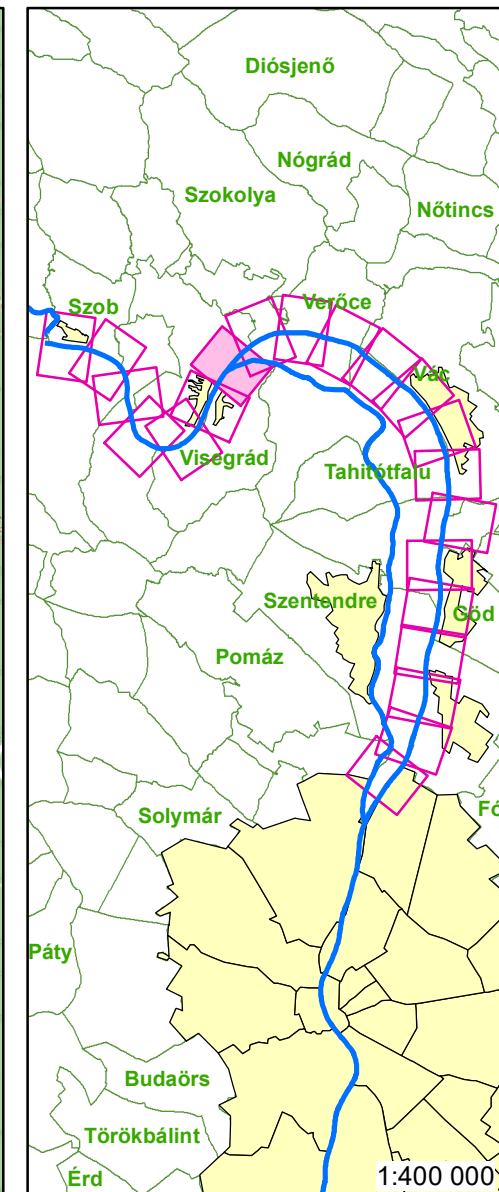 Diósjenő
Nógrád
Szokolya
Nőtincs
Szob
Verőce
Vác
Visegrád
Tahitótfalu
Szentendre
Göd
Pomáz
Solymár
Fó
Páty
Budaörs
Törökbálint
Érd
1:400 000